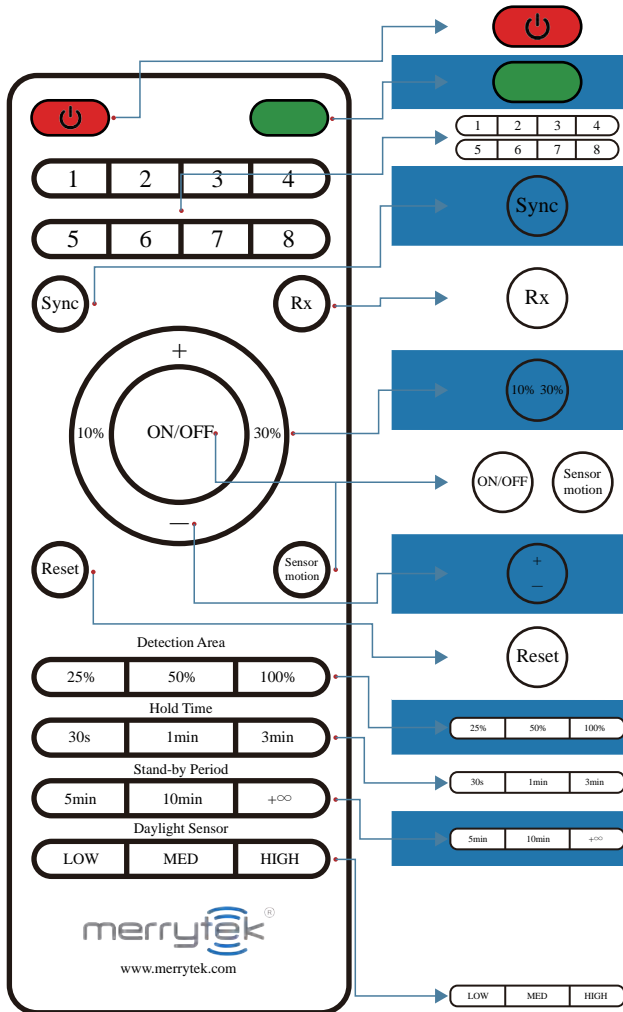 1 2 3 4
5 6 7 8
Sync
Rx
+
10%
ON/OFF
30%
—
Reset
Sensor
motion
Detection Area
25% 50% 100%
Hold Time
30s 1min 3min
Stand-by Period
5min 10min +∞
Daylight Sensor
LOW MED HIGH
merrytek®
www.merrytek.com
1 2 3 4
5 6 7 8
Sync
Rx
10% 30%
ON/OFF
Sensor
motion
+
—
Reset
25% 50% 100%
30s 1min 3min
5min 10min +∞
LOW MED HIGH